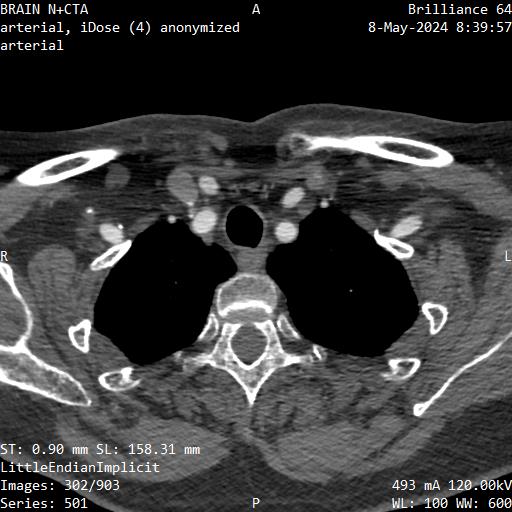 BRAIN N+CTA
A
Brilliance 64
arterial, iDose (4) anonymized
8-May-2024 8:39:57
arterial
R
L
ST: 0.90 mm SL: 158.31 mm
LittleEndianImplicit
Images: 302/903
493 mA 120.00kV
Series: 501
P
WL: 100 WW: 600